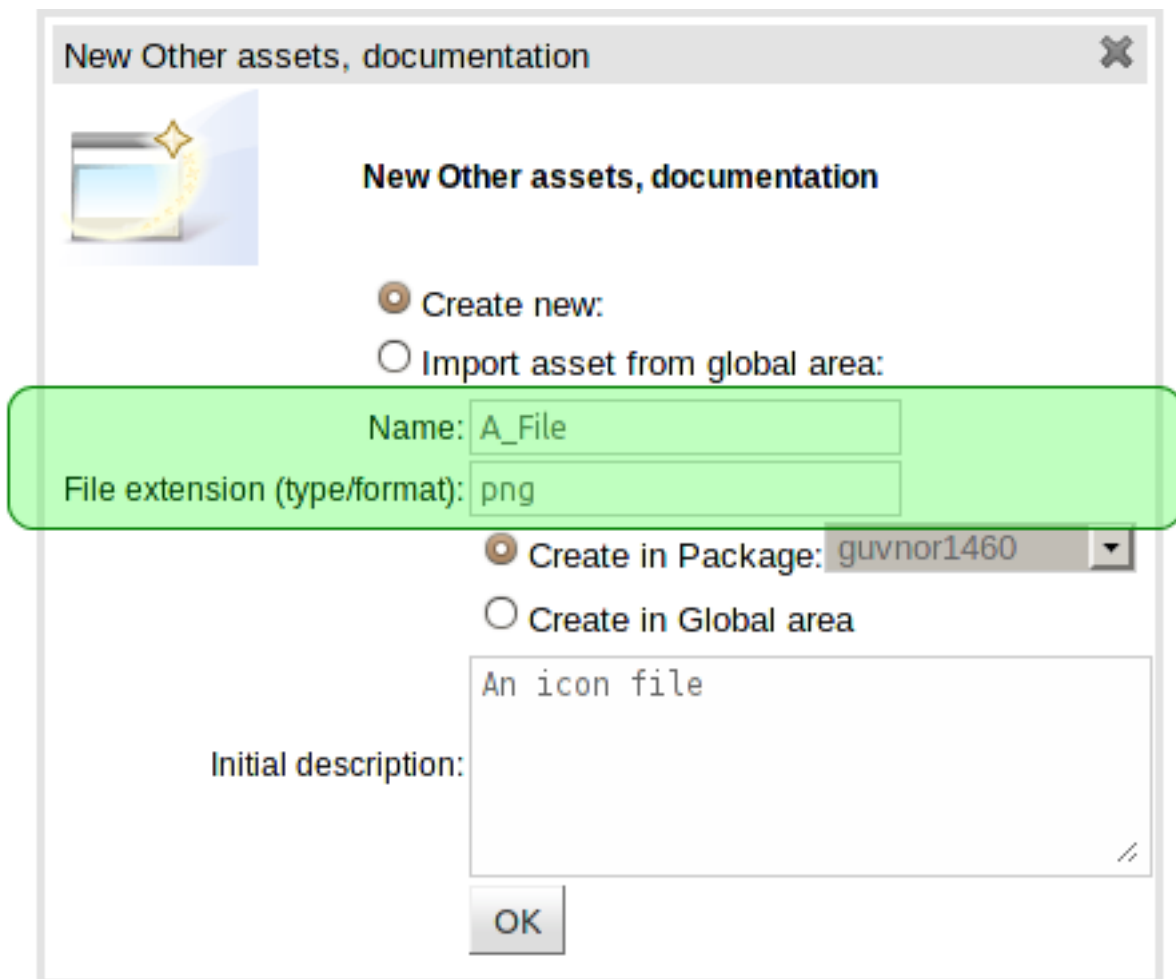 New Other assets, documentation
New Other assets, documentation
Create new:
Import asset from global area:
Name: A_File
File extension (type/format): png
Create in Package: guvnor1460
Create in Global area
An icon file
Initial description:
OK